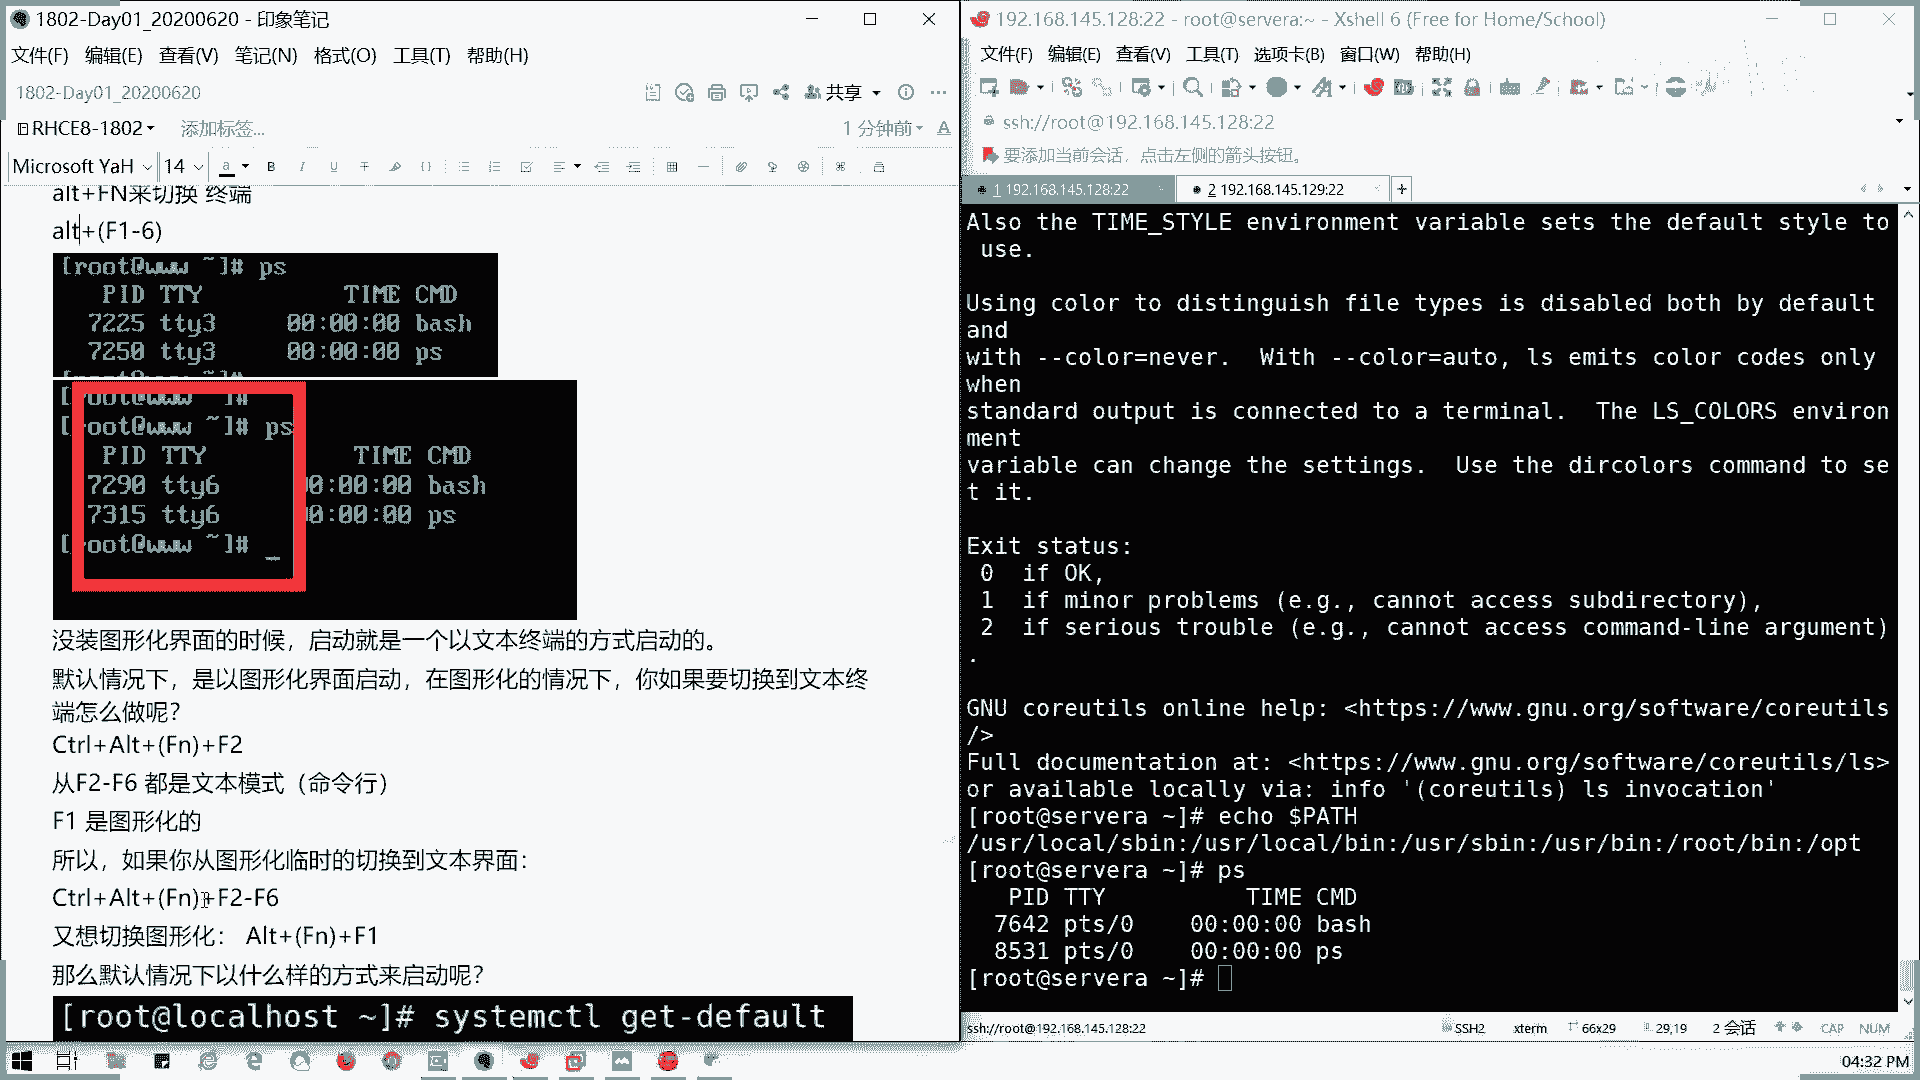 1802-Day01_20200620 - 印象笔记
文件(F) 编辑(E) 查看(V) 笔记(N) 格式(O) 工具(T) 帮助(H)
1802-Day01_20200620
共享
RHCE8-1802 添加标签...
1 分钟前
Microsoft YaH 14
alt+FN来切换 终端
alt+(F1-6)
[root@www ~]# ps
PID TTY TIME CMD
7225 tty3 00:00:00 bash
7250 tty3 00:00:00 ps
[root@www ~]#
[root@www ~]# ps
PID TTY TIME CMD
7290 tty6 00:00:00 bash
7315 tty6 00:00:00 ps
[root@www ~]# _
没装图形化界面的时候，启动就是一个以文本终端的方式启动的。
默认情况下，是以图形化界面启动，在图形化的情况下，你如果要切换到文本终
端怎么做呢？
Ctrl+Alt+(Fn)+F2
从F2-F6 都是文本模式（命令行）
F1 是图形化的
所以，如果你从图形化临时的切换到文本界面：
Ctrl+Alt+(Fn)+F2-F6
又想切换图形化： Alt+(Fn)+F1
那么默认情况下以什么样的方式来启动呢？
[root@localhost ~]# systemctl get-default
192.168.145.128:22 - root@servera:~ - Xshell 6 (Free for Home/School)
文件(F) 编辑(E) 查看(V) 工具(T) 选项卡(B) 窗口(W) 帮助(H)
ssh://root@192.168.145.128:22
要添加当前会话，点击左侧的箭头按钮。
1 192.168.145.128:22
2 192.168.145.129:22
Also the TIME_STYLE environment variable sets the default style to
use.
Using color to distinguish file types is disabled both by default
and
with --color=never.  With --color=auto, ls emits color codes only
when
standard output is connected to a terminal.  The LS_COLORS environ
ment
variable can change the settings.  Use the dircolors command to se
t it.
Exit status:
0  if OK,
1  if minor problems (e.g., cannot access subdirectory),
2  if serious trouble (e.g., cannot access command-line argument)
.
GNU coreutils online help: <https://www.gnu.org/software/coreutils
/>
Full documentation at: <https://www.gnu.org/software/coreutils/ls>
or available locally via: info '(coreutils) ls invocation'
[root@servera ~]# echo $PATH
/usr/local/sbin:/usr/local/bin:/usr/sbin:/usr/bin:/root/bin:/opt
[root@servera ~]# ps
PID TTY TIME CMD
7642 pts/0 00:00:00 bash
8531 pts/0 00:00:00 ps
[root@servera ~]#
ssh://root@192.168.145.128:22 SSH2 xterm 66x29 29,19 2 会话 CAP NUM
04:32 PM